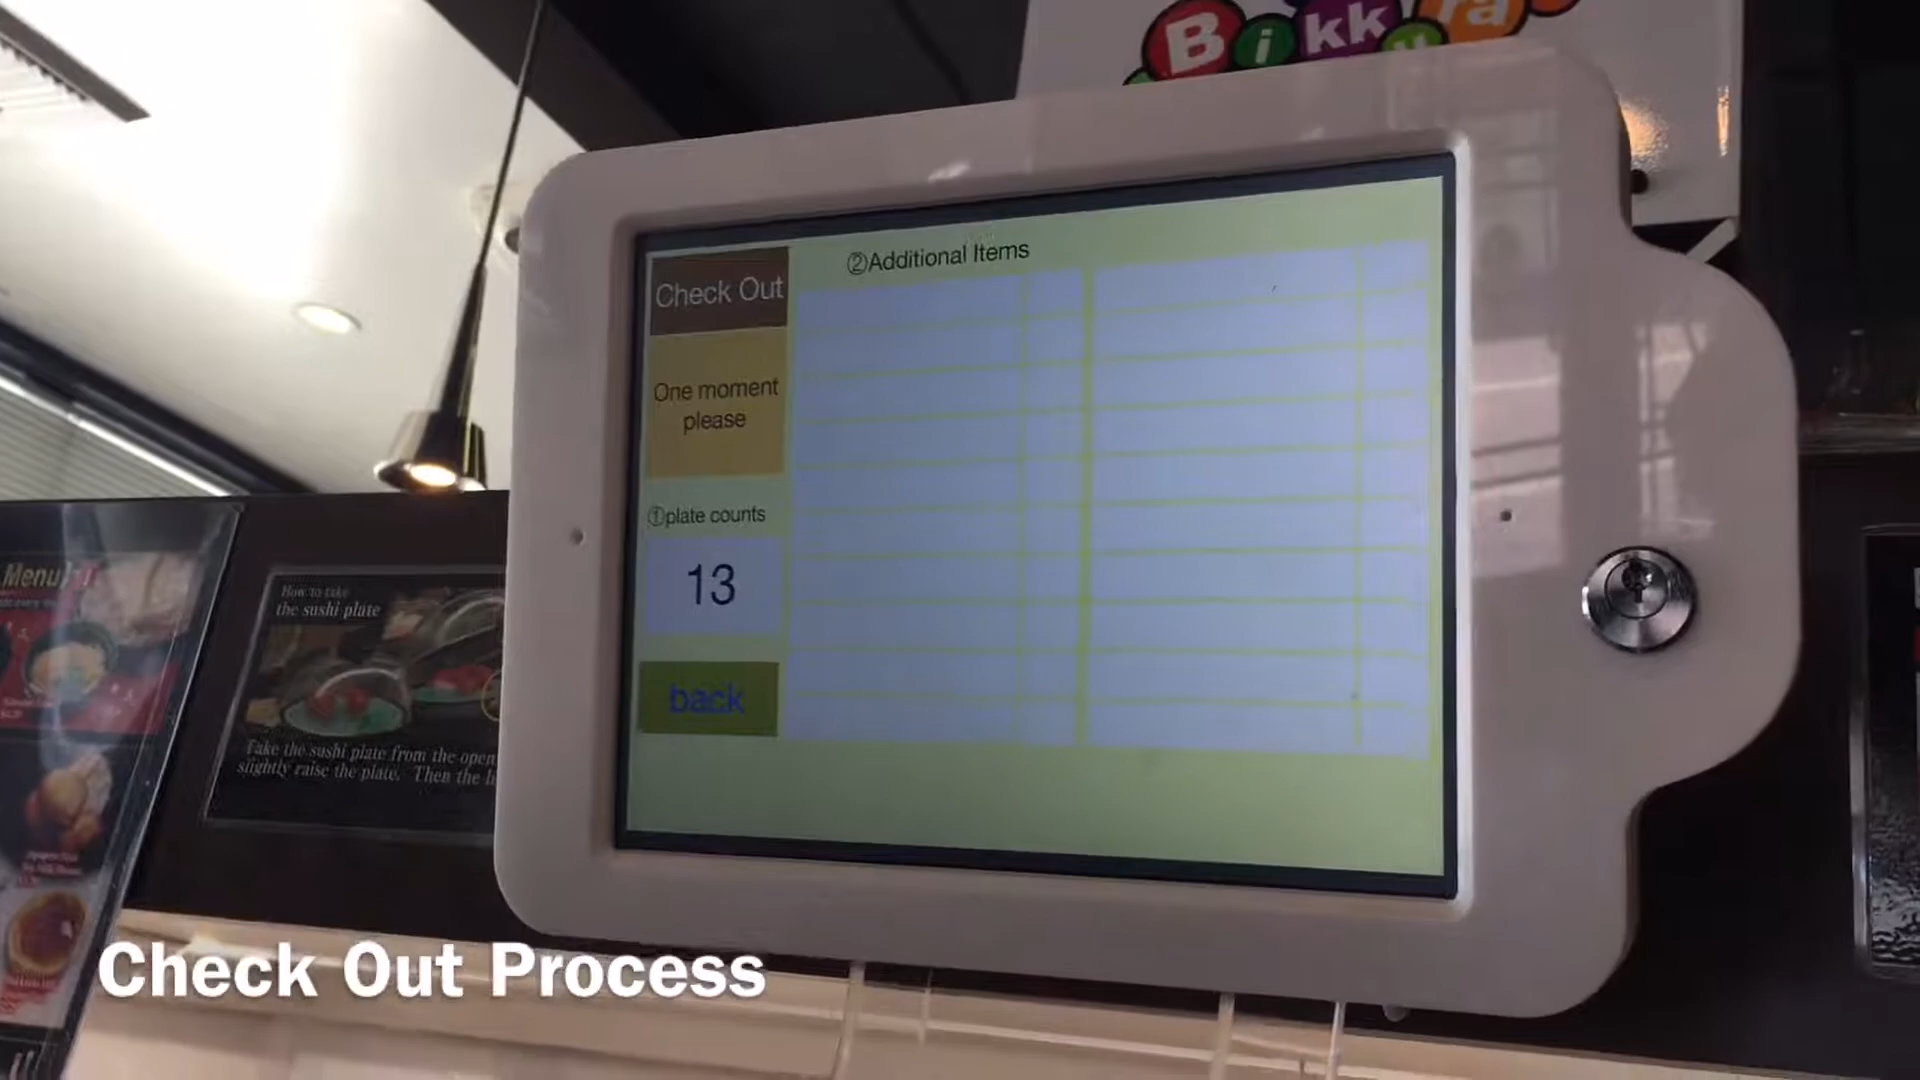 Bikkura
Check Out
②Additional Items
One moment
please
①plate counts
13
back
Menu
How to take
the sushi plate
Take the sushi plate from the open
slightly raise the plate. Then the
Check Out Process